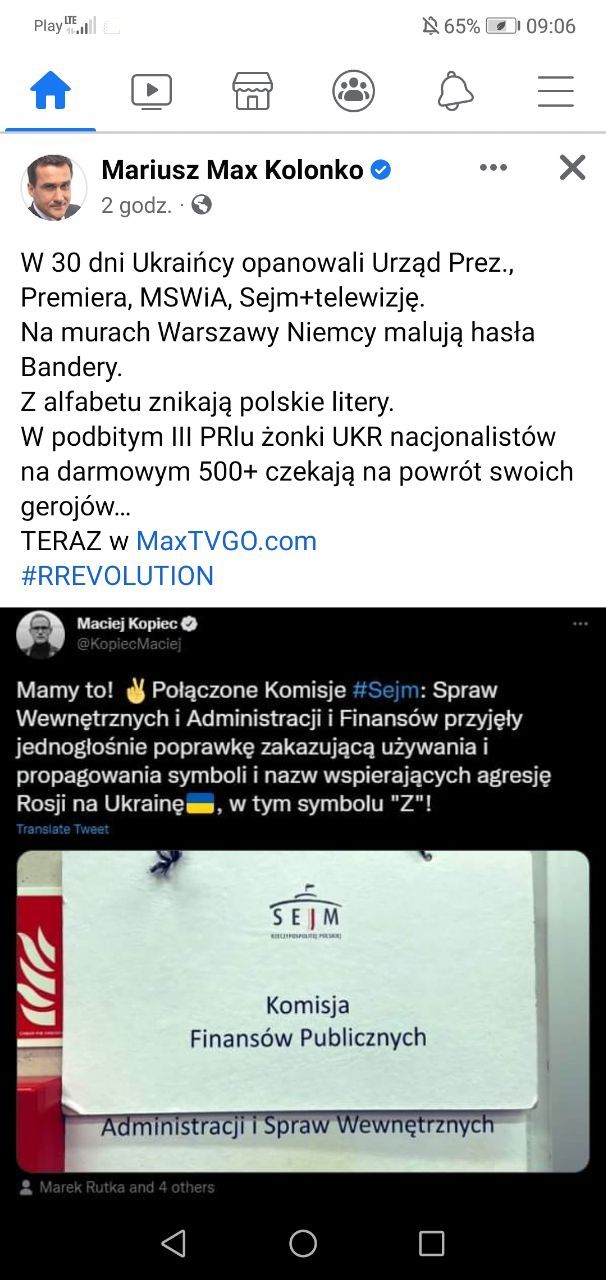 Play LTE 65% 09:06
Mariusz Max Kolonko
2 godz. ·
W 30 dni Ukraińcy opanowali Urząd Prez.,
Premiera, MSWiA, Sejm+telewizję.
Na murach Warszawy Niemcy malują hasła
Bandery.
Z alfabetu znikają polskie litery.
W podbitym III PRlu żonki UKR nacjonalistów
na darmowym 500+ czekają na powrót swoich
gerojów...
TERAZ w MaxTVGO.com
#RREVOLUTION
Maciej Kopiec
@KopiecMaciej
Mamy to! ✌️ Połączone Komisje #Sejm: Spraw
Wewnętrznych i Administracji i Finansów przyjęły
jednogłośnie poprawkę zakazującą używania i
propagowania symboli i nazw wspierających agresję
Rosji na Ukrainę🇺🇦, w tym symbolu "Z"!
Translate Tweet
SEJM
RZECZYPOSPOLITEJ POLSKIEJ
Komisja
Finansów Publicznych
Administracji i Spraw Wewnętrznych
Marek Rutka and 4 others